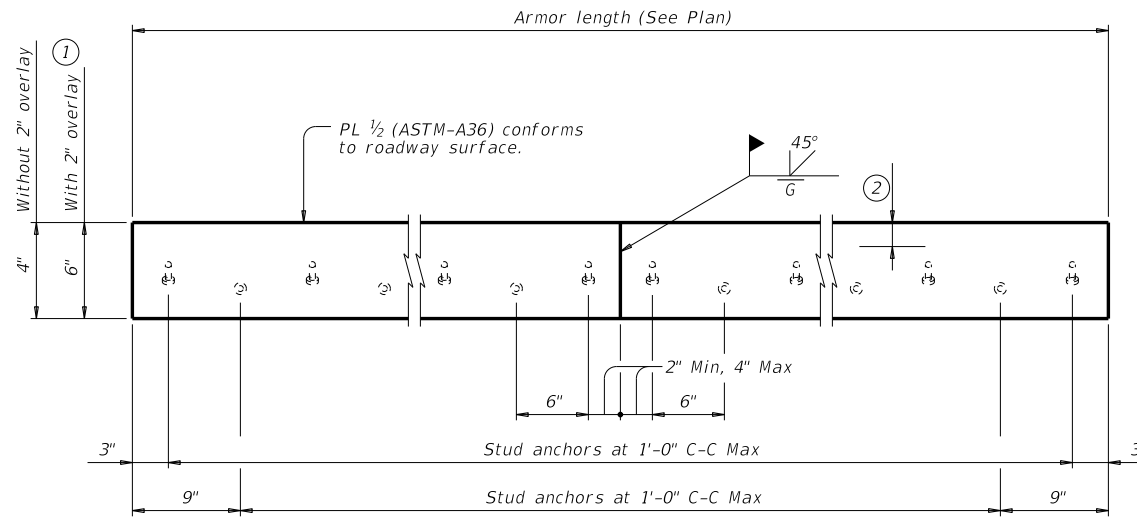 Armor length (See Plan)
Without 2" overlay
With 2" overlay
1
PL ½ (ASTM-A36) conforms
to roadway surface.
45°
G
2
4"
6"
2" Min, 4" Max
6"
6"
3"
Stud anchors at 1'-0" C-C Max
3
9"
Stud anchors at 1'-0" C-C Max
9"